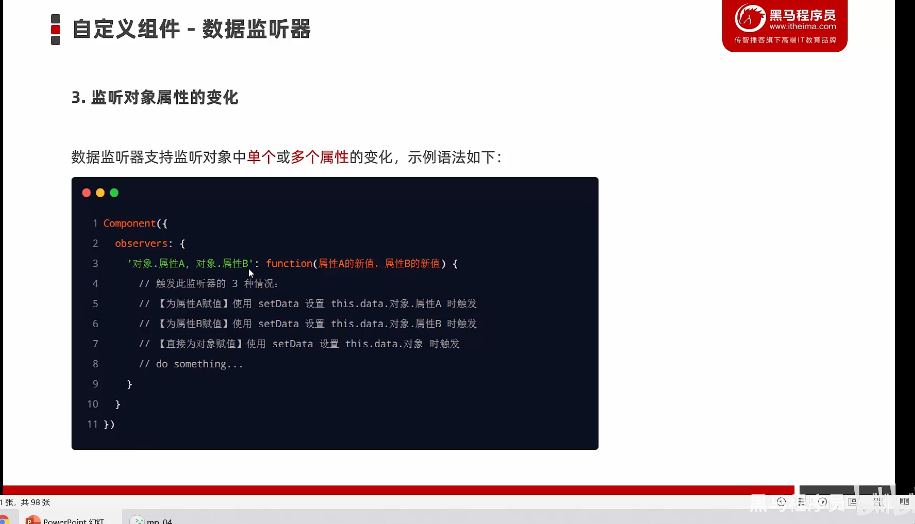 自定义组件 - 数据监听器
黑马程序员
www.itheima.com
传智播客旗下高端IT教育品牌
3. 监听对象属性的变化
数据监听器支持监听对象中单个或多个属性的变化，示例语法如下：
1 Component({
2 observers: {
3 '对象.属性A, 对象.属性B': function(属性A的新值, 属性B的新值) {
4 // 触发此监听器的 3 种情况：
5 // 【为属性A赋值】使用 setData 设置 this.data.对象.属性A 时触发
6 // 【为属性B赋值】使用 setData 设置 this.data.对象.属性B 时触发
7 // 【直接为对象赋值】使用 setData 设置 this.data.对象 时触发
8 // do something...
9 }
10 }
11 })
1 张，共 98 张
黑马程序员
PowerPoint 幻灯
mp_04